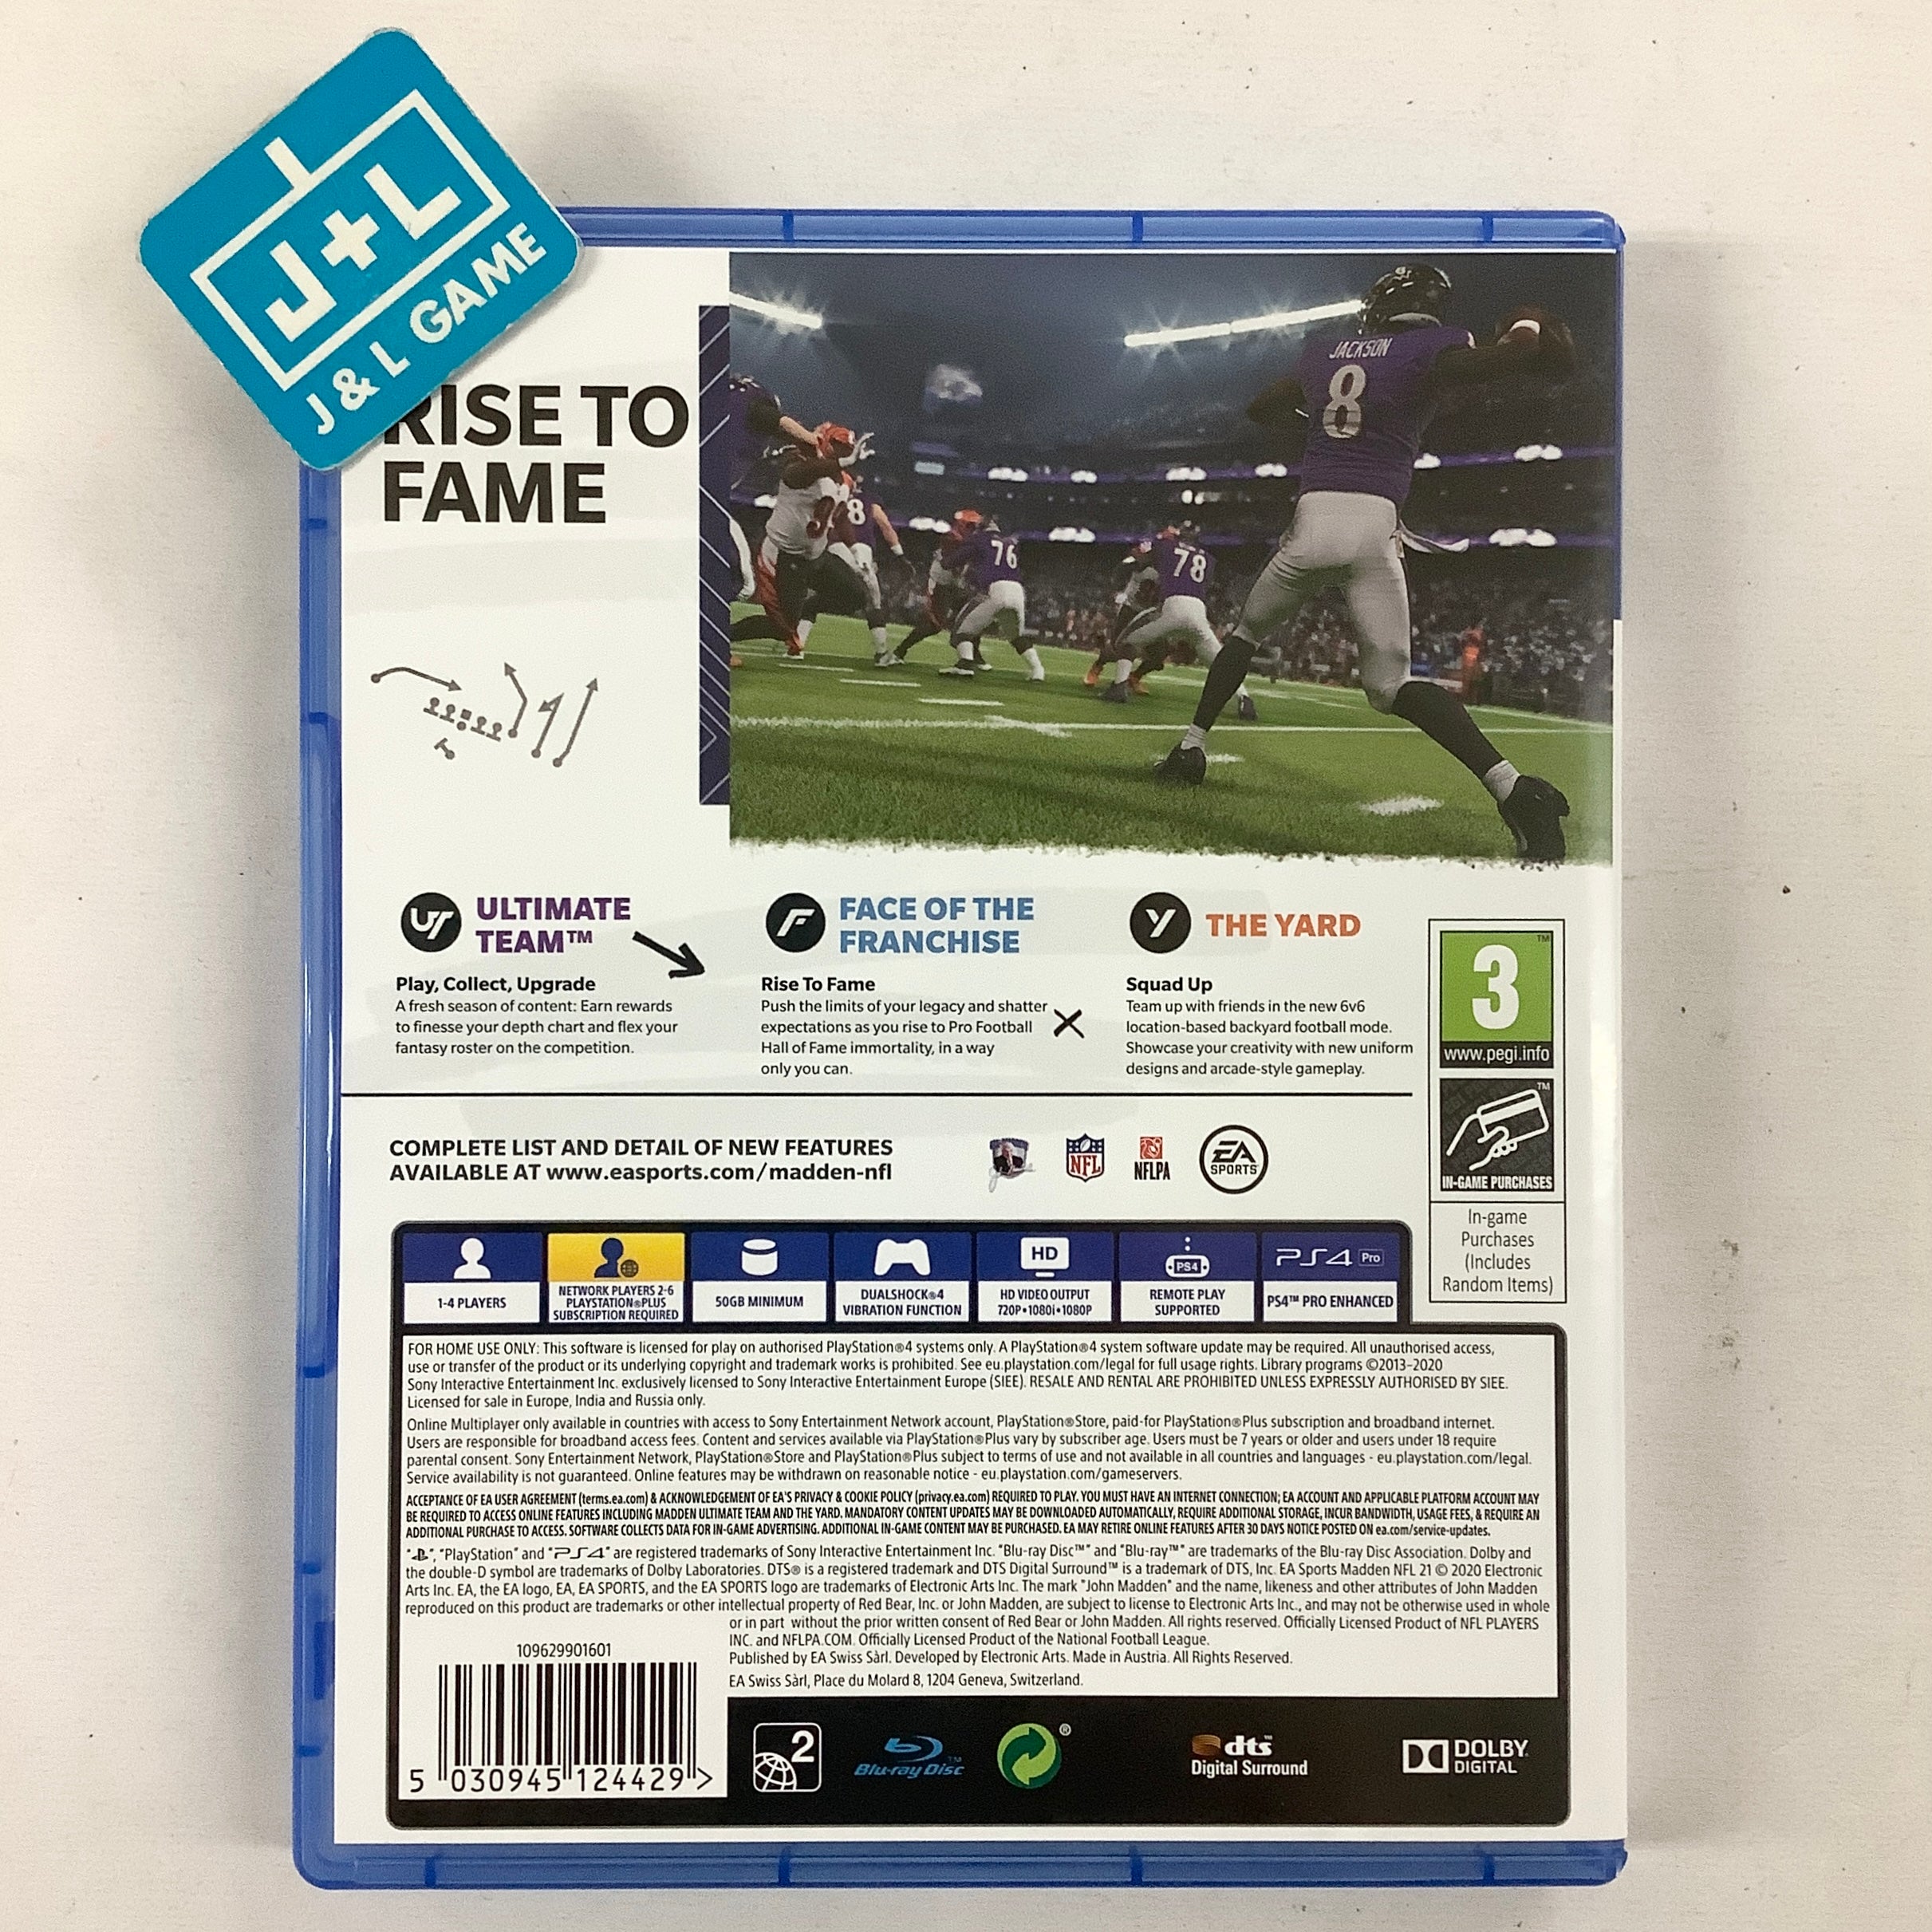 J+L
J & L GAME
RISE TO
FAME
JACKSON
8
8
76
78
ULTIMATE
TEAM™
Play, Collect, Upgrade
A fresh season of content: Earn rewards
to finesse your depth chart and flex your
fantasy roster on the competition.
FACE OF THE
FRANCHISE
Rise To Fame
Push the limits of your legacy and shatter
expectations as you rise to Pro Football
Hall of Fame immortality, in a way
only you can.
THE YARD
Squad Up
Team up with friends in the new 6v6
location-based backyard football mode.
Showcase your creativity with new uniform
designs and arcade-style gameplay.
3™
www.pegi.info
™
IN-GAME PURCHASES
In-game
Purchases
(Includes
Random Items)
COMPLETE LIST AND DETAIL OF NEW FEATURES
AVAILABLE AT www.easports.com/madden-nfl
NFL
NFLPA
EA
SPORTS
1-4 PLAYERS
NETWORK PLAYERS 2-6
PLAYSTATION®PLUS
SUBSCRIPTION REQUIRED
50GB MINIMUM
DUALSHOCK®4
VIBRATION FUNCTION
HD
HD VIDEO OUTPUT
720P•1080i•1080P
PS4
REMOTE PLAY
SUPPORTED
PS4 Pro
PS4™ PRO ENHANCED
FOR HOME USE ONLY: This software is licensed for play on authorised PlayStation®4 systems only. A PlayStation®4 system software update may be required. All unauthorised access,
use or transfer of the product or its underlying copyright and trademark works is prohibited. See eu.playstation.com/legal for full usage rights. Library programs ©2013-2020
Sony Interactive Entertainment Inc. exclusively licensed to Sony Interactive Entertainment Europe (SIEE). RESALE AND RENTAL ARE PROHIBITED UNLESS EXPRESSLY AUTHORISED BY SIEE.
Licensed for sale in Europe, India and Russia only.
Online Multiplayer only available in countries with access to Sony Entertainment Network account, PlayStation®Store, paid-for PlayStation®Plus subscription and broadband internet.
Users are responsible for broadband access fees. Content and services available via PlayStation®Plus vary by subscriber age. Users must be 7 years or older and users under 18 require
parental consent. Sony Entertainment Network, PlayStation®Store and PlayStation®Plus subject to terms of use and not available in all countries and languages - eu.playstation.com/legal.
Service availability is not guaranteed. Online features may be withdrawn on reasonable notice - eu.playstation.com/gameservers.
ACCEPTANCE OF EA USER AGREEMENT (terms.ea.com) & ACKNOWLEDGEMENT OF EA'S PRIVACY & COOKIE POLICY (privacy.ea.com) REQUIRED TO PLAY. YOU MUST HAVE AN INTERNET CONNECTION; EA ACCOUNT AND APPLICABLE PLATFORM ACCOUNT MAY
BE REQUIRED TO ACCESS ONLINE FEATURES INCLUDING MADDEN ULTIMATE TEAM AND THE YARD. MANDATORY CONTENT UPDATES MAY BE DOWNLOADED AUTOMATICALLY, REQUIRE ADDITIONAL STORAGE, INCUR BANDWIDTH, USAGE FEES, & REQUIRE AN
ADDITIONAL PURCHASE TO ACCESS. SOFTWARE COLLECTS DATA FOR IN-GAME ADVERTISING. ADDITIONAL IN-GAME CONTENT MAY BE PURCHASED. EA MAY RETIRE ONLINE FEATURES AFTER 30 DAYS NOTICE POSTED ON ea.com/service-updates.
"", "PlayStation" and "PS4" are registered trademarks of Sony Interactive Entertainment Inc. "Blu-ray Disc™" and "Blu-ray™" are trademarks of the Blu-ray Disc Association. Dolby and
the double-D symbol are trademarks of Dolby Laboratories. DTS® is a registered trademark and DTS Digital Surround™ is a trademark of DTS, Inc. EA Sports Madden NFL 21 © 2020 Electronic
Arts Inc. EA, the EA logo, EA, EA SPORTS, and the EA SPORTS logo are trademarks of Electronic Arts Inc. The mark "John Madden" and the name, likeness and other attributes of John Madden
reproduced on this product are trademarks or other intellectual property of Red Bear, Inc. or John Madden, are subject to license to Electronic Arts Inc., and may not be otherwise used in whole
or in part without the prior written consent of Red Bear or John Madden. All rights reserved. Officially Licensed Product of NFL PLAYERS
INC. and NFLPA.COM. Officially Licensed Product of the National Football League.
Published by EA Swiss Sàrl. Developed by Electronic Arts. Made in Austria. All Rights Reserved.
EA Swiss Sàrl, Place du Molard 8, 1204 Geneva, Switzerland.
109629901601
5 030945 124429 >
2
Blu-ray Disc™
®
dts™
Digital Surround
DOLBY
DIGITAL